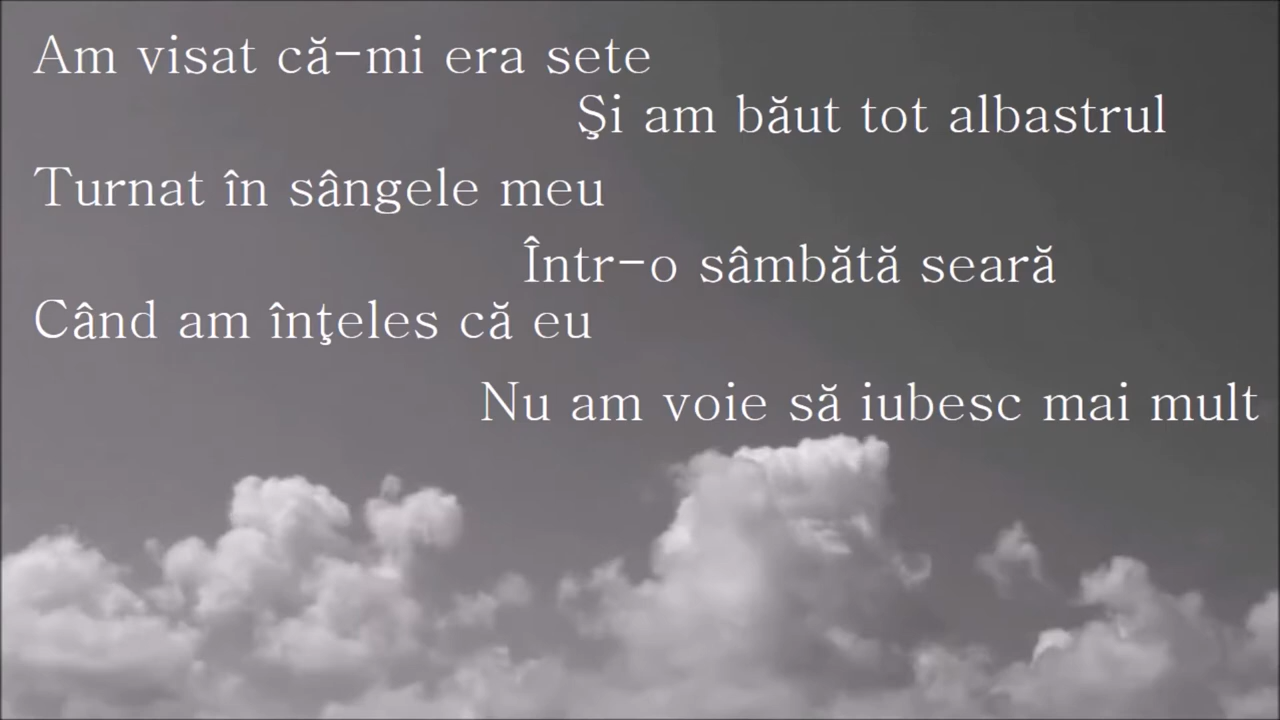 Am visat că-mi era sete
Şi am băut tot albastrul
Turnat în sângele meu
Într-o sâmbătă seară
Când am înţeles că eu
Nu am voie să iubesc mai mult